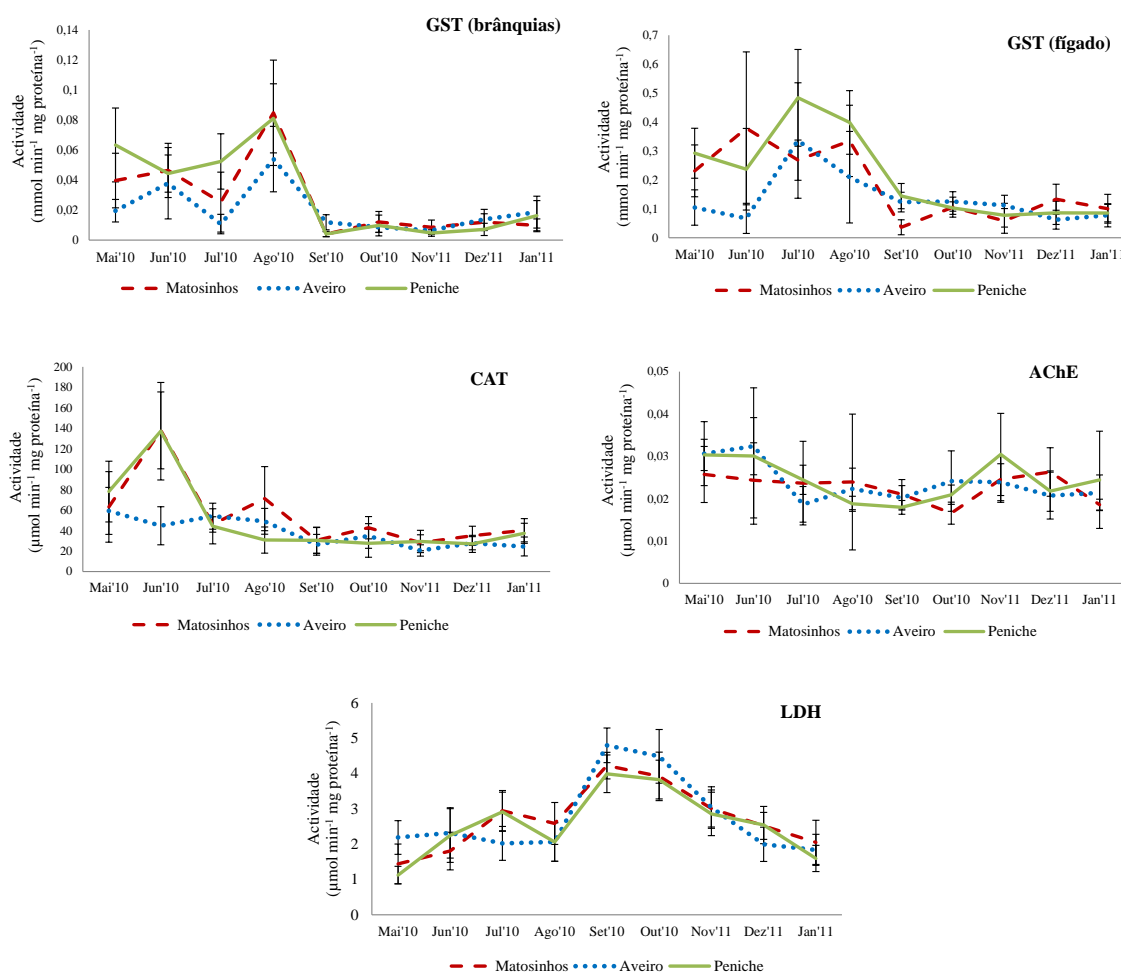 GST (brânquias)
Actividade
(mmol min⁻¹ mg proteína⁻¹)
0,14
0,12
0,1
0,08
0,06
0,04
0,02
0
Mai'10 Jun'10 Jul'10 Ago'10 Set'10 Out'10 Nov'11 Dez'11 Jan'11
Matosinhos Aveiro Peniche
GST (fígado)
Actividade
(mmol min⁻¹ mg proteína⁻¹)
0,7
0,6
0,5
0,4
0,3
0,2
0,1
0
Mai'10 Jun'10 Jul'10 Ago'10 Set'10 Out'10 Nov'11 Dez'11 Jan'11
Matosinhos Aveiro Peniche
CAT
Actividade
(µmol min⁻¹ mg proteína⁻¹)
200
180
160
140
120
100
80
60
40
20
0
Mai'10 Jun'10 Jul'10 Ago'10 Set'10 Out'10 Nov'11 Dez'11 Jan'11
Matosinhos Aveiro Peniche
AChE
Actividade
(µmol min⁻¹ mg proteína⁻¹)
0,05
0,04
0,03
0,02
0,01
0
Mai'10 Jun'10 Jul'10 Ago'10 Set'10 Out'10 Nov'11 Dez'11 Jan'11
Matosinhos Aveiro Peniche
LDH
Actividade
(µmol min⁻¹ mg proteína⁻¹)
6
5
4
3
2
1
0
Mai'10 Jun'10 Jul'10 Ago'10 Set'10 Out'10 Nov'11 Dez'11 Jan'11
Matosinhos Aveiro Peniche